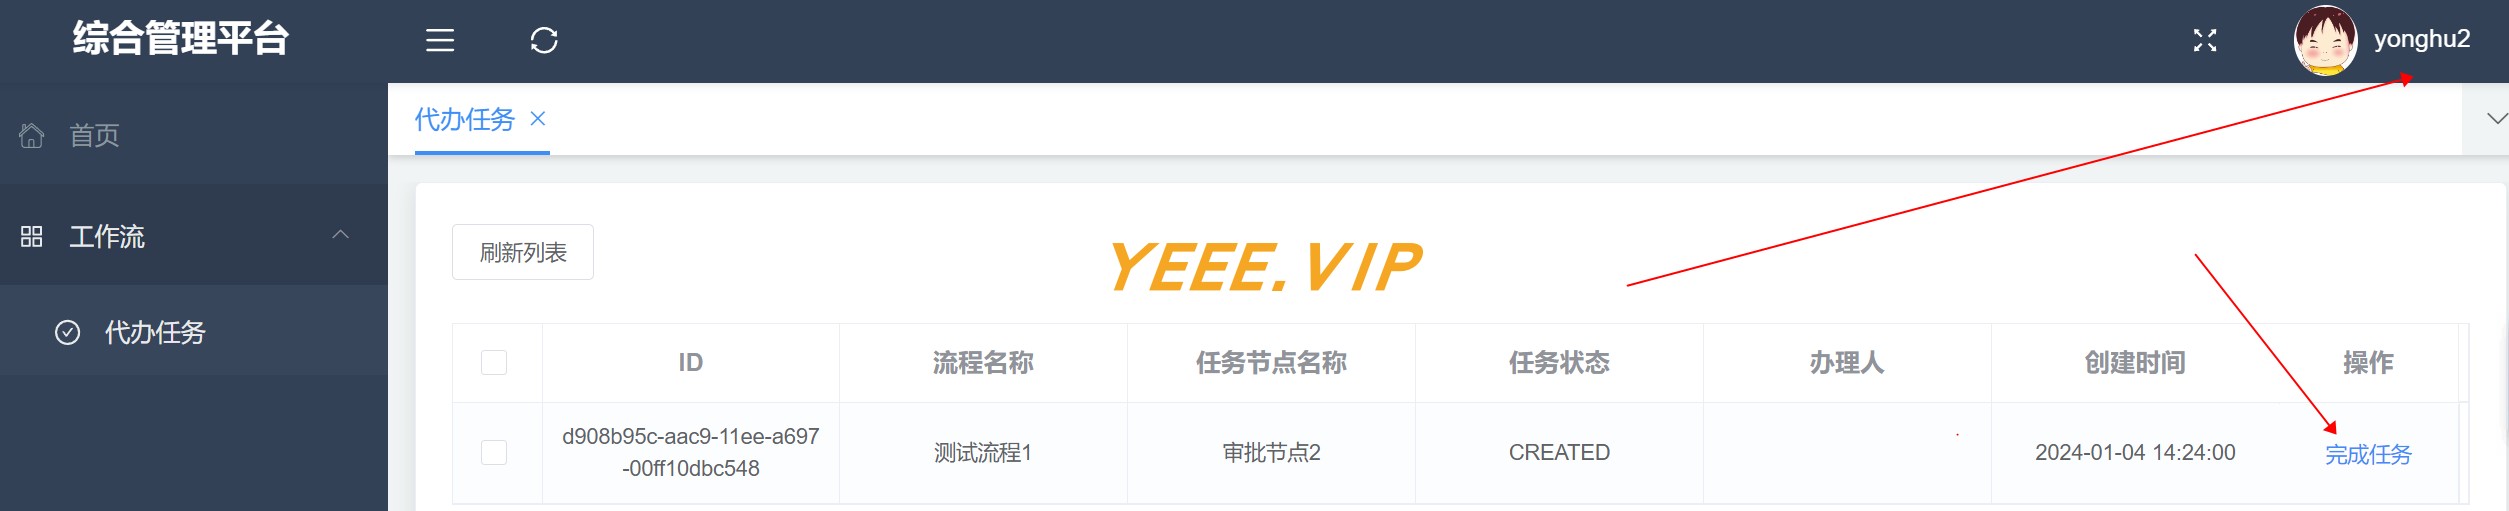 综合管理平台
yonghu2
首页
代办任务
工作流
刷新列表
YEEE.VIP
代办任务
ID 流程名称 任务节点名称 任务状态 办理人 创建时间 操作
d908b95c-aac9-11ee-a697
-00ff10dbc548
测试流程1 审批节点2 CREATED 2024-01-04 14:24:00 完成任务